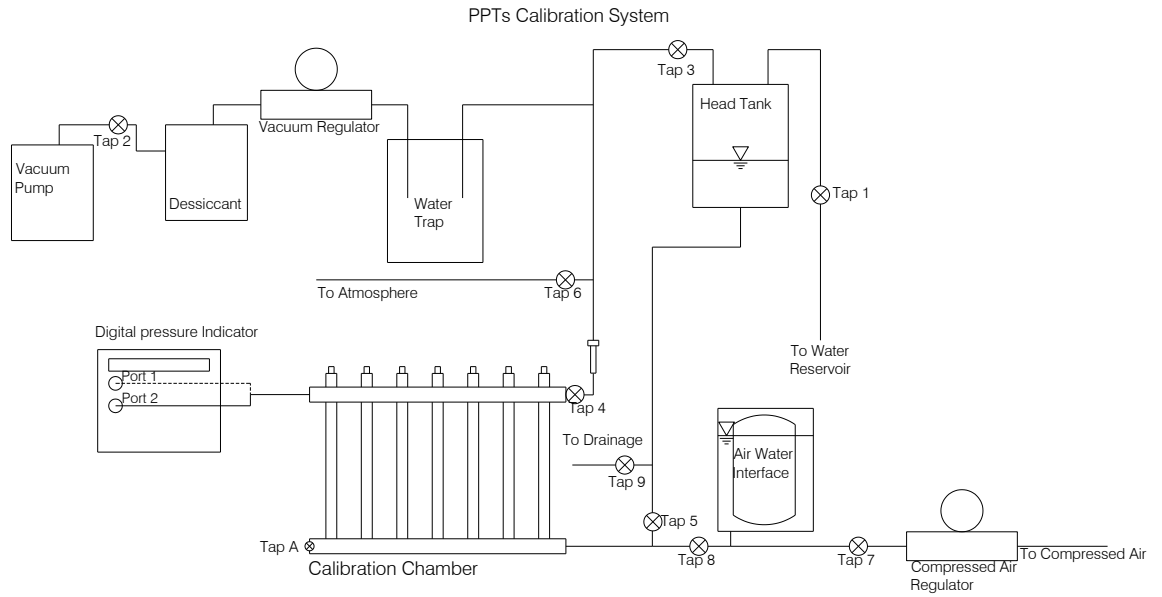 PPTs Calibration System
Tap 3
Head Tank
Vacuum Regulator
Tap 2
Vacuum
Pump
Dessiccant
Water
Trap
Tap 1
To Atmosphere
Tap 6
Digital pressure Indicator
Port 1
Port 2
To Water
Reservoir
Tap 4
To Drainage
Tap 9
Air Water
Interface
Tap 5
Tap A
Tap 8
Tap 7
To Compressed Air
Calibration Chamber
Compressed Air
Regulator